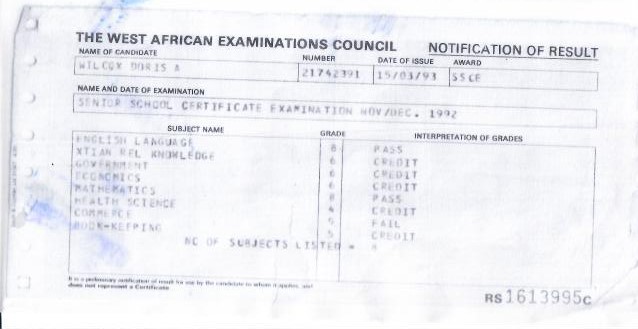 THE WEST AFRICAN EXAMINATIONS COUNCIL NOTIFICATION OF RESULT
NAME OF CANDIDATE NUMBER DATE OF ISSUE AWARD
WILCOX DORIS A 21742391 15/03/93 SSCE
NAME AND DATE OF EXAMINATION
SENIOR SCHOOL CERTIFICATE EXAMINATION NOV/DEC. 1992
SUBJECT NAME GRADE INTERPRETATION OF GRADES
ENGLISH LANGUAGE 8 PASS
XTIAN REL KNOWLEDGE 6 CREDIT
GOVERNMENT 6 CREDIT
ECONOMICS 6 CREDIT
MATHEMATICS 8 PASS
HEALTH SCIENCE 4 CREDIT
COMMERCE 9 FAIL
BOOK-KEEPING 5 CREDIT
NO OF SUBJECTS LISTED = 8
It is a preliminary notification of result for use by the candidate to whom it applies, and
does not represent a Certificate
RS 1613995C